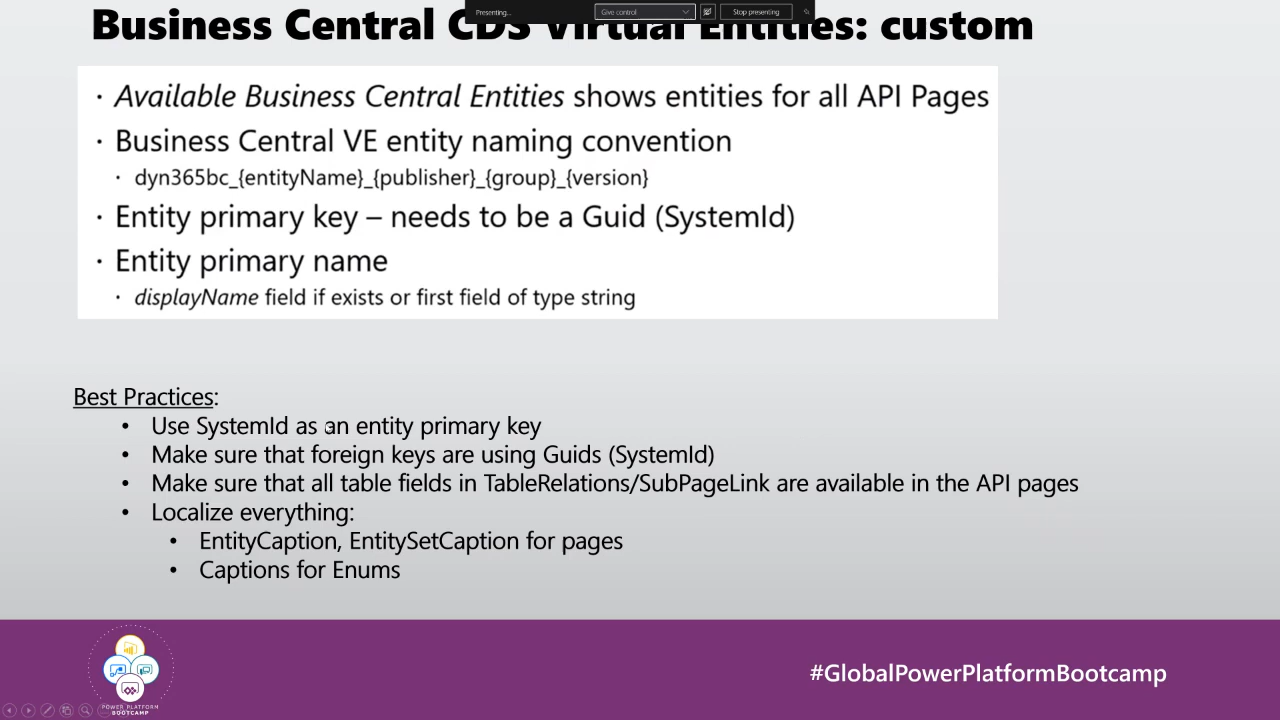 Presenting...
Give control
Stop presenting
Business Central CDS Virtual Entities: custom
· Available Business Central Entities shows entities for all API Pages
· Business Central VE entity naming convention
· dyn365bc_{entityName}_{publisher}_{group}_{version}
· Entity primary key – needs to be a Guid (SystemId)
· Entity primary name
· displayName field if exists or first field of type string
Best Practices:
• Use SystemId as an entity primary key
• Make sure that foreign keys are using Guids (SystemId)
• Make sure that all table fields in TableRelations/SubPageLink are available in the API pages
• Localize everything:
• EntityCaption, EntitySetCaption for pages
• Captions for Enums
POWER PLATFORM
BOOTCAMP
#GlobalPowerPlatformBootcamp